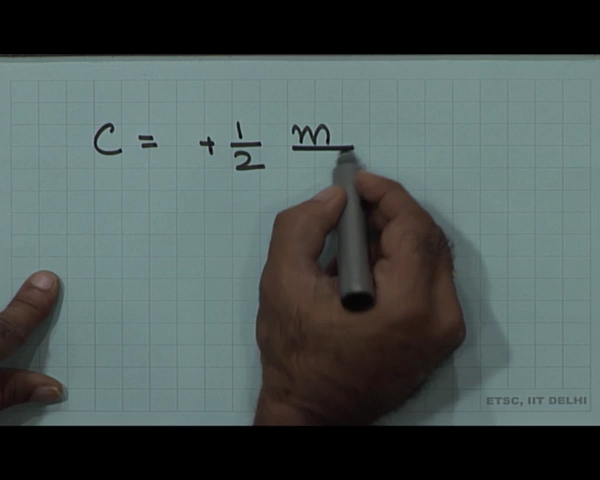 C = + 1/2 m
ETSC, IIT DELHI